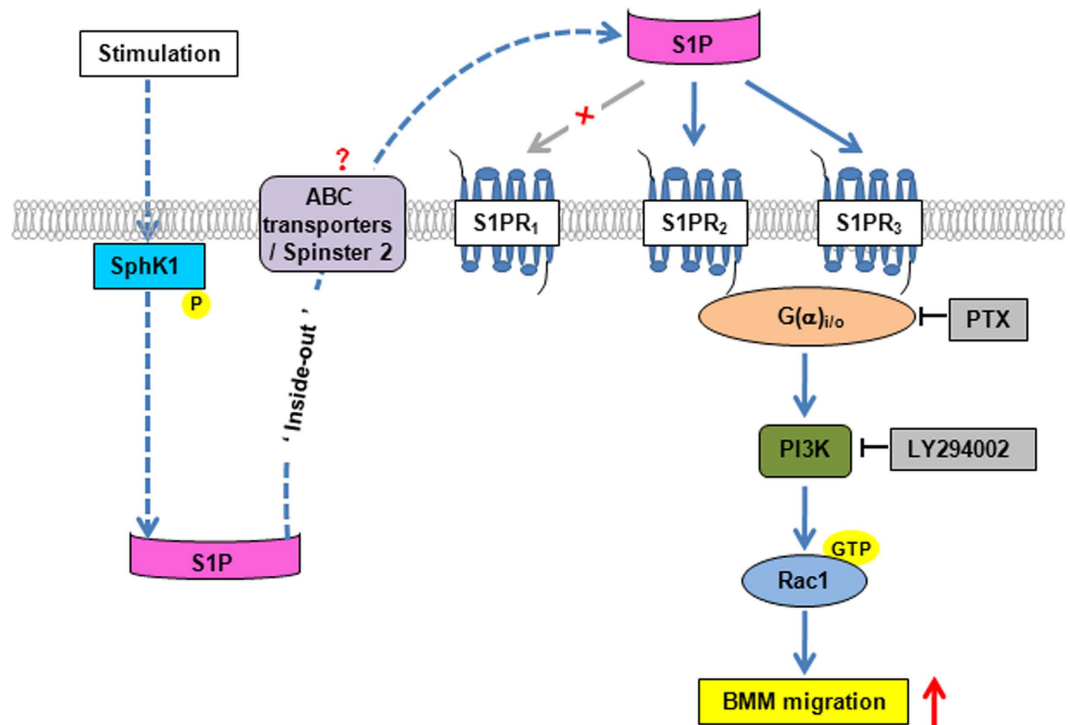 Stimulation
S1P
?
ABC
transporters
/ Spinster 2
S1PR1
S1PR2
S1PR3
SphK1
P
G(α)i/o
PTX
' Inside-out '
PI3K
LY294002
GTP
Rac1
S1P
BMM migration